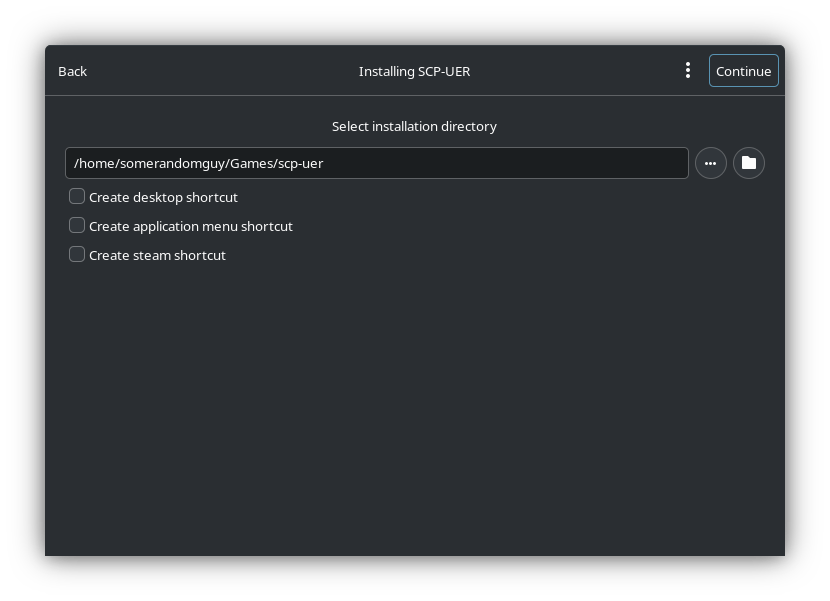 Back
Installing SCP-UER
Continue
Select installation directory
/home/somerandomguy/Games/scp-uer
Create desktop shortcut
Create application menu shortcut
Create steam shortcut